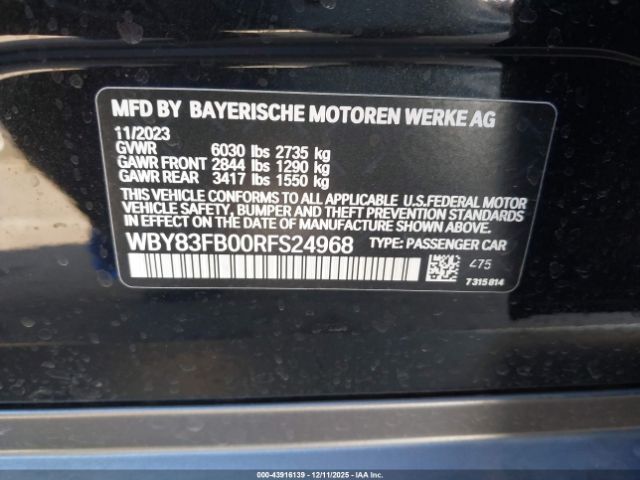 MFD BY BAYERISCHE MOTOREN WERKE AG
11/2023
GVWR 6030 lbs 2735 kg
GAWR FRONT 2844 lbs 1290 kg
GAWR REAR 3417 lbs 1550 kg
THIS VEHICLE CONFORMS TO ALL APPLICABLE U.S.FEDERAL MOTOR
VEHICLE SAFETY, BUMPER AND THEFT PREVENTION STANDARDS
IN EFFECT ON THE DATE OF MANUFACTURE SHOWN ABOVE.
WBY83FB00RFS24968 TYPE: PASSENGER CAR
475
7315814
000-43916139 - 12/11/2025 - IAA Inc.